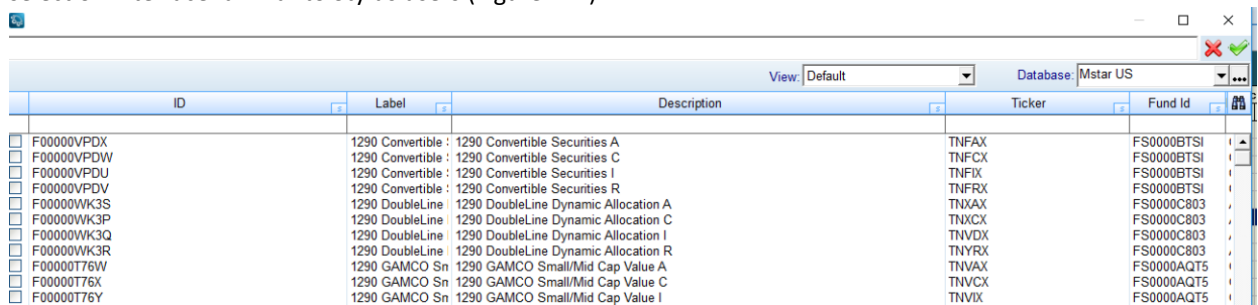 View: Default Database: Mstar US ...
ID Label Description Ticker Fund Id
F00000VPDX 1290 Convertible 1290 Convertible Securities A TNFAX FS0000BTSI
F00000VPDW 1290 Convertible 1290 Convertible Securities C TNFCX FS0000BTSI
F00000VPDU 1290 Convertible 1290 Convertible Securities I TNFIX FS0000BTSI
F00000VPDV 1290 Convertible 1290 Convertible Securities R TNFRX FS0000BTSI
F00000WK3S 1290 DoubleLine 1290 DoubleLine Dynamic Allocation A TNXAX FS0000C803
F00000WK3P 1290 DoubleLine 1290 DoubleLine Dynamic Allocation C TNXCX FS0000C803
F00000WK3Q 1290 DoubleLine 1290 DoubleLine Dynamic Allocation I TNVDX FS0000C803
F00000WK3R 1290 DoubleLine 1290 DoubleLine Dynamic Allocation R TNYRX FS0000C803
F00000T76W 1290 GAMCO Sm 1290 GAMCO Small/Mid Cap Value A TNVAX FS0000AQT5
F00000T76X 1290 GAMCO Sm 1290 GAMCO Small/Mid Cap Value C TNVCX FS0000AQT5
F00000T76Y 1290 GAMCO Sm 1290 GAMCO Small/Mid Cap Value I TNVIX FS0000AQT5